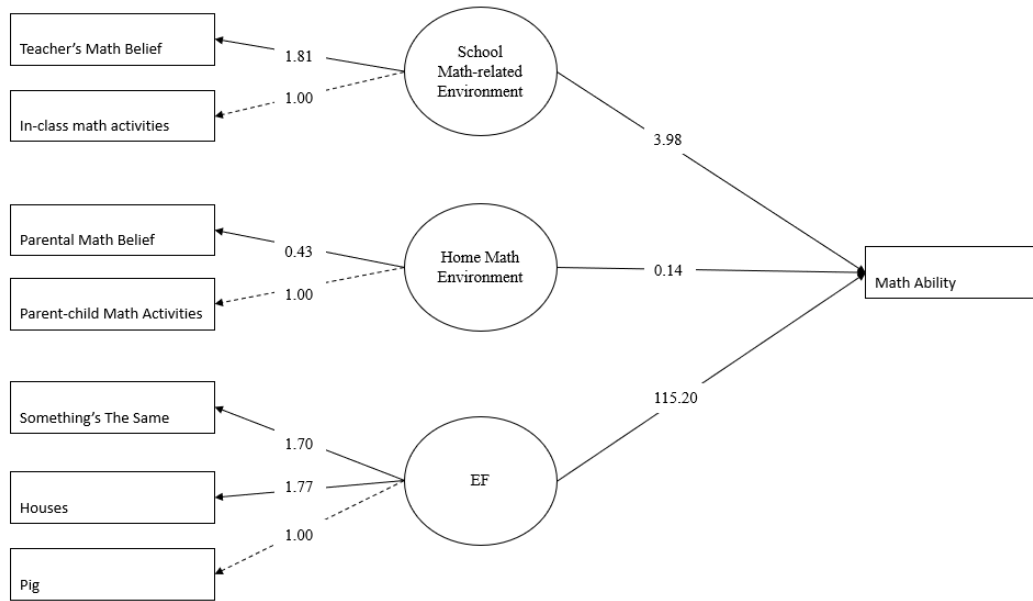 Teacher's Math Belief
1.81
In-class math activities
1.00
School
Math-related
Environment
3.98
Parental Math Belief
0.43
Parent-child Math Activities
1.00
Home Math
Environment
0.14
Math Ability
Something's The Same
1.70
Houses
1.77
Pig
1.00
EF
115.20